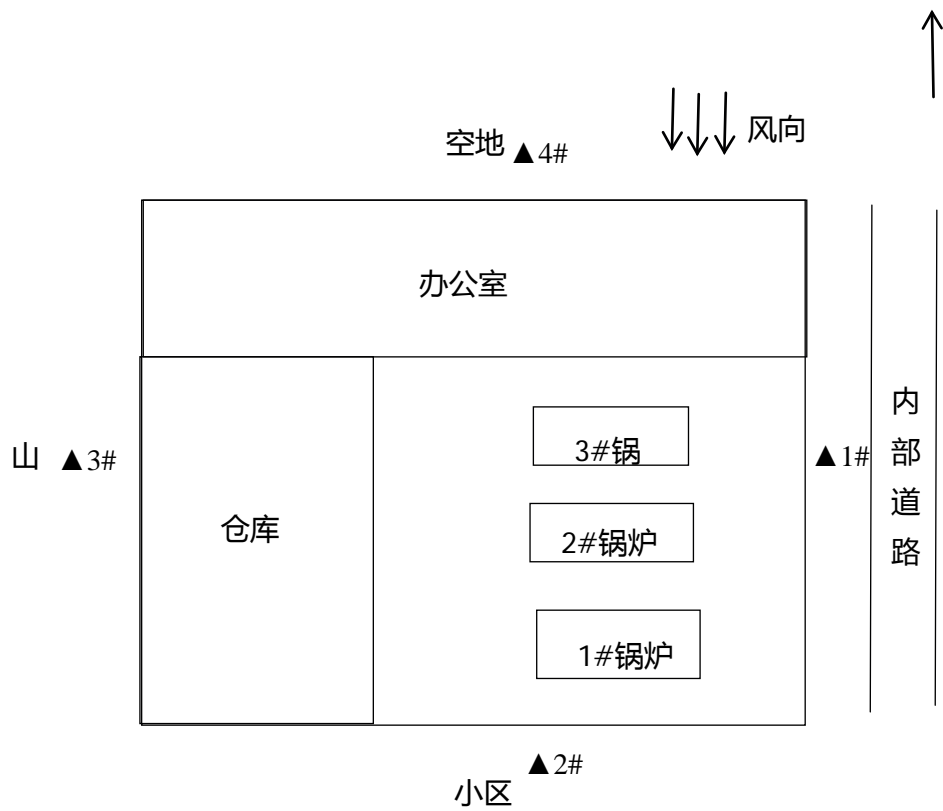 风向
空地 ▲4#
办公室
3#锅
山 ▲3#
▲1#
内部道路
仓库
2#锅炉
1#锅炉
▲2#
小区